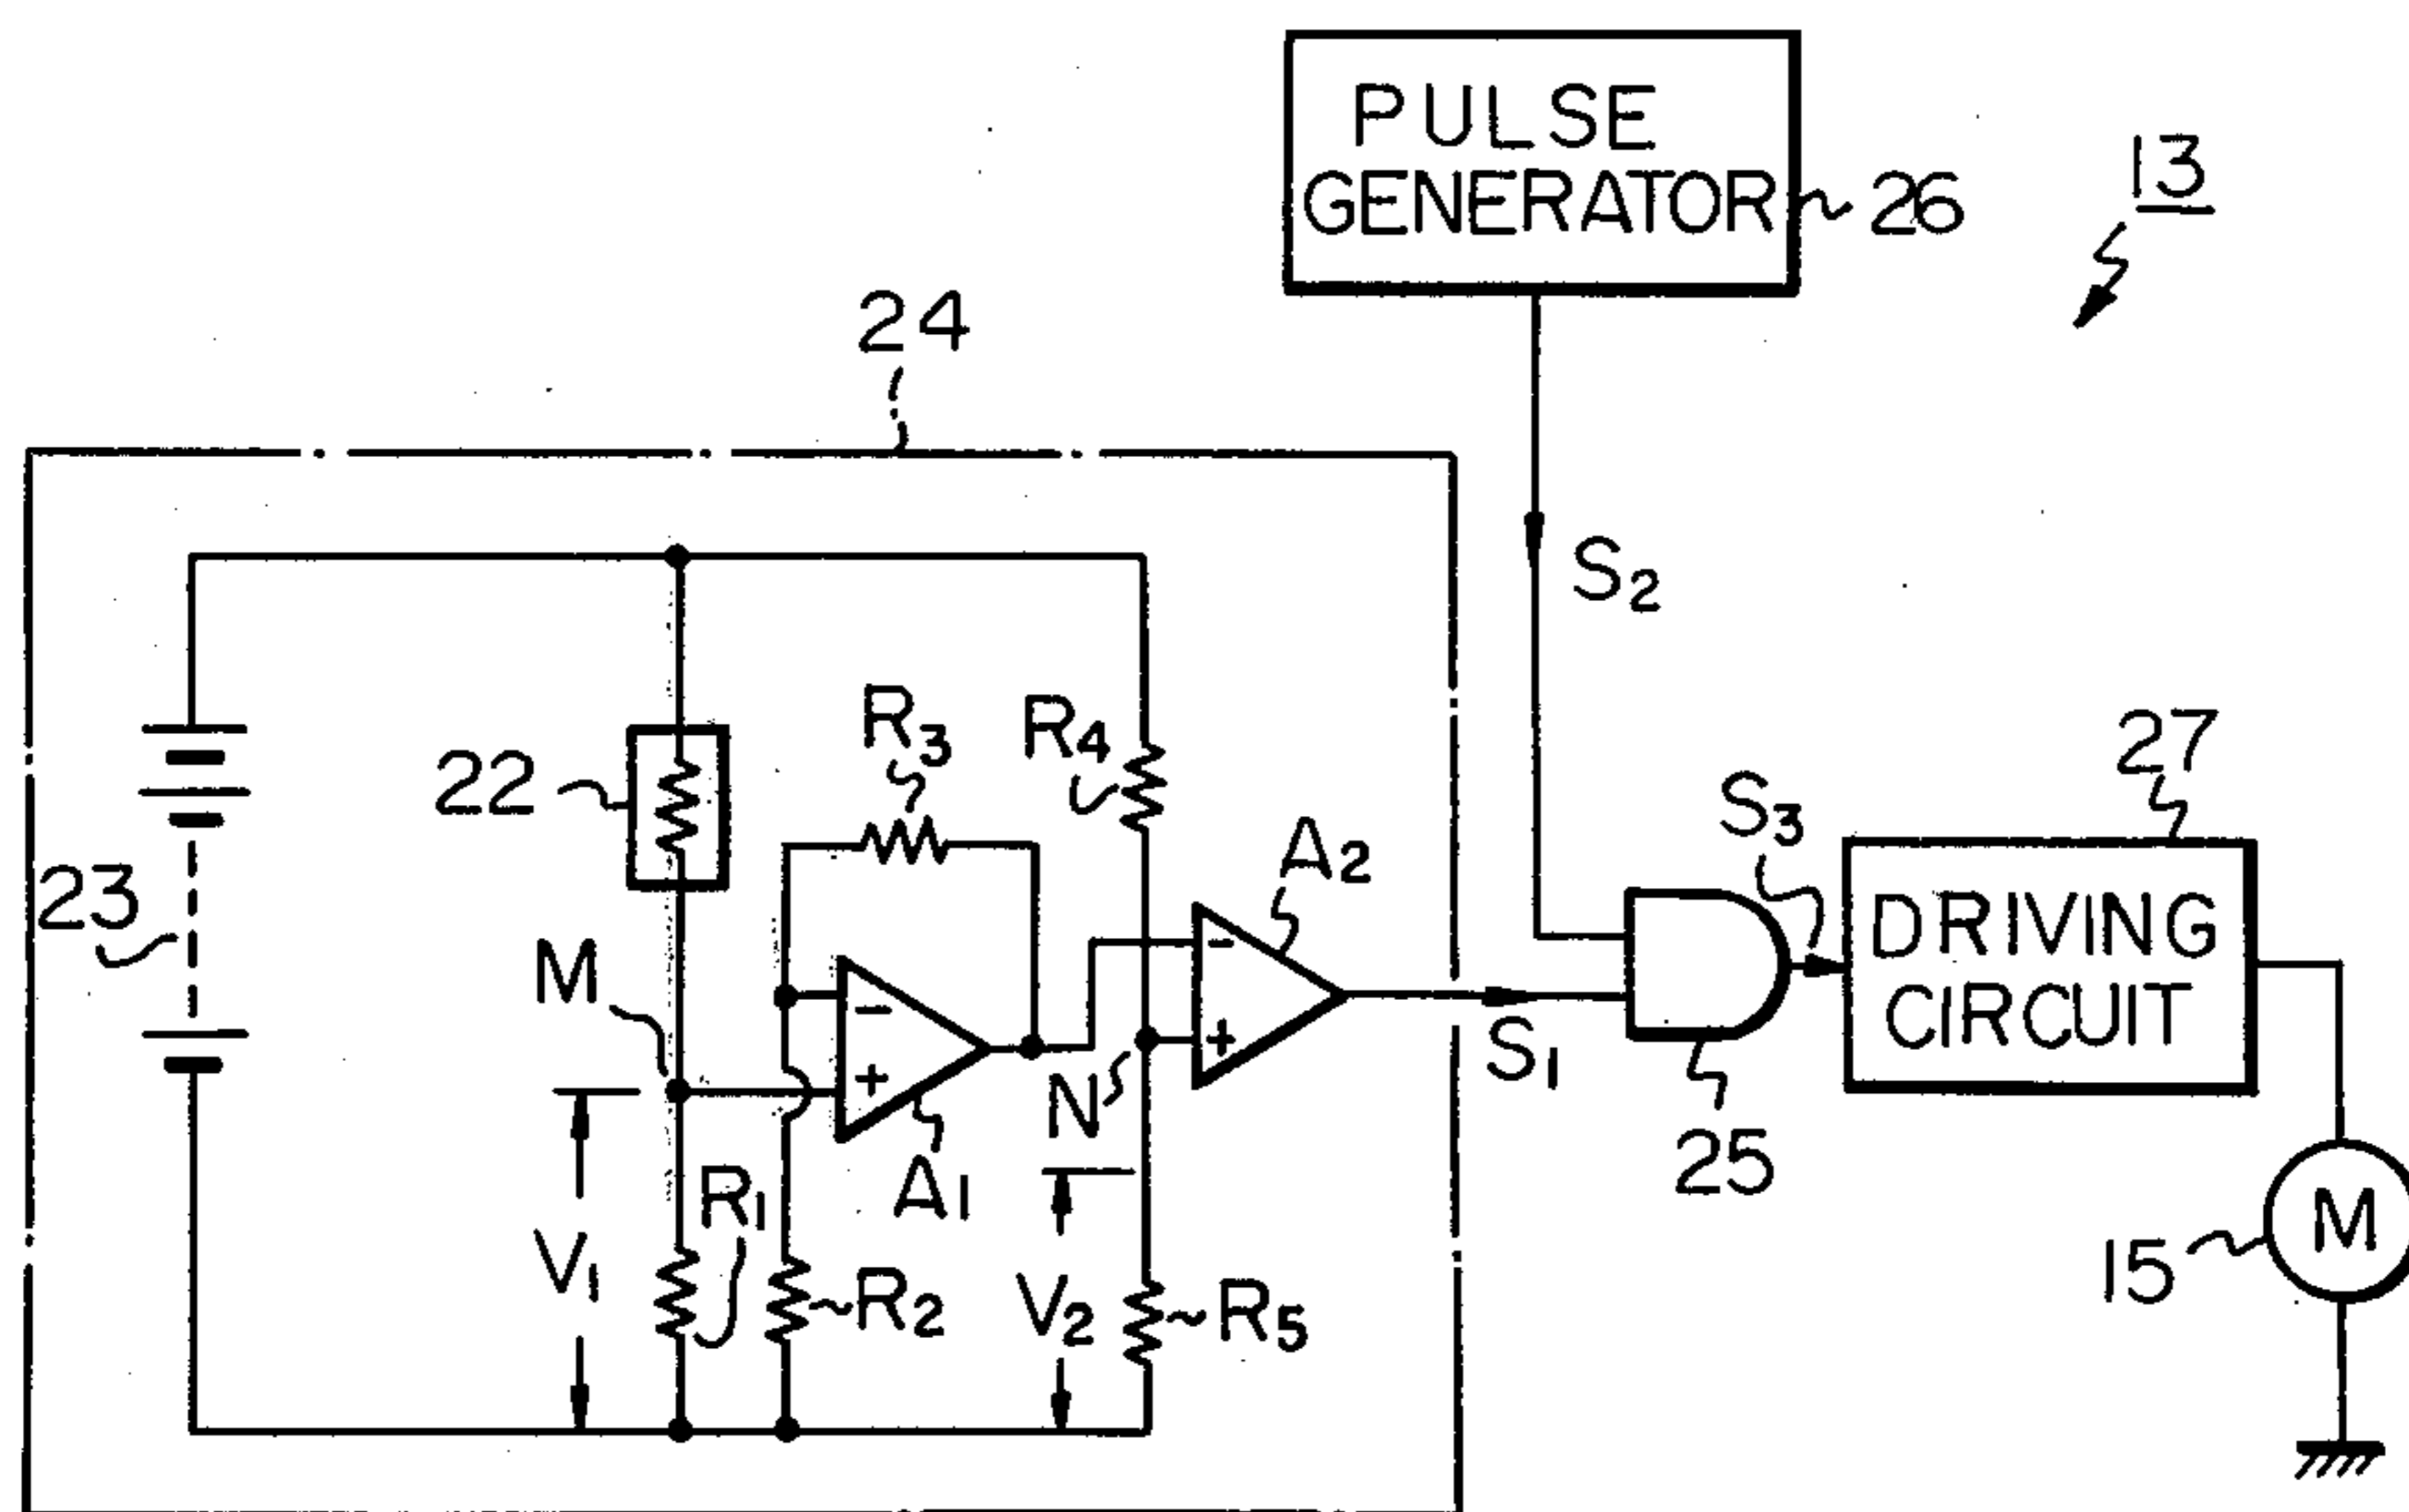 PULSE
GENERATOR
26
13
24
S2
R3
R4
27
22
S3
A2
23
DRIVING
CIRCUIT
M
-
-
+
+
N
S1
A1
25
R1
V1
M
15
R2
V2
R5